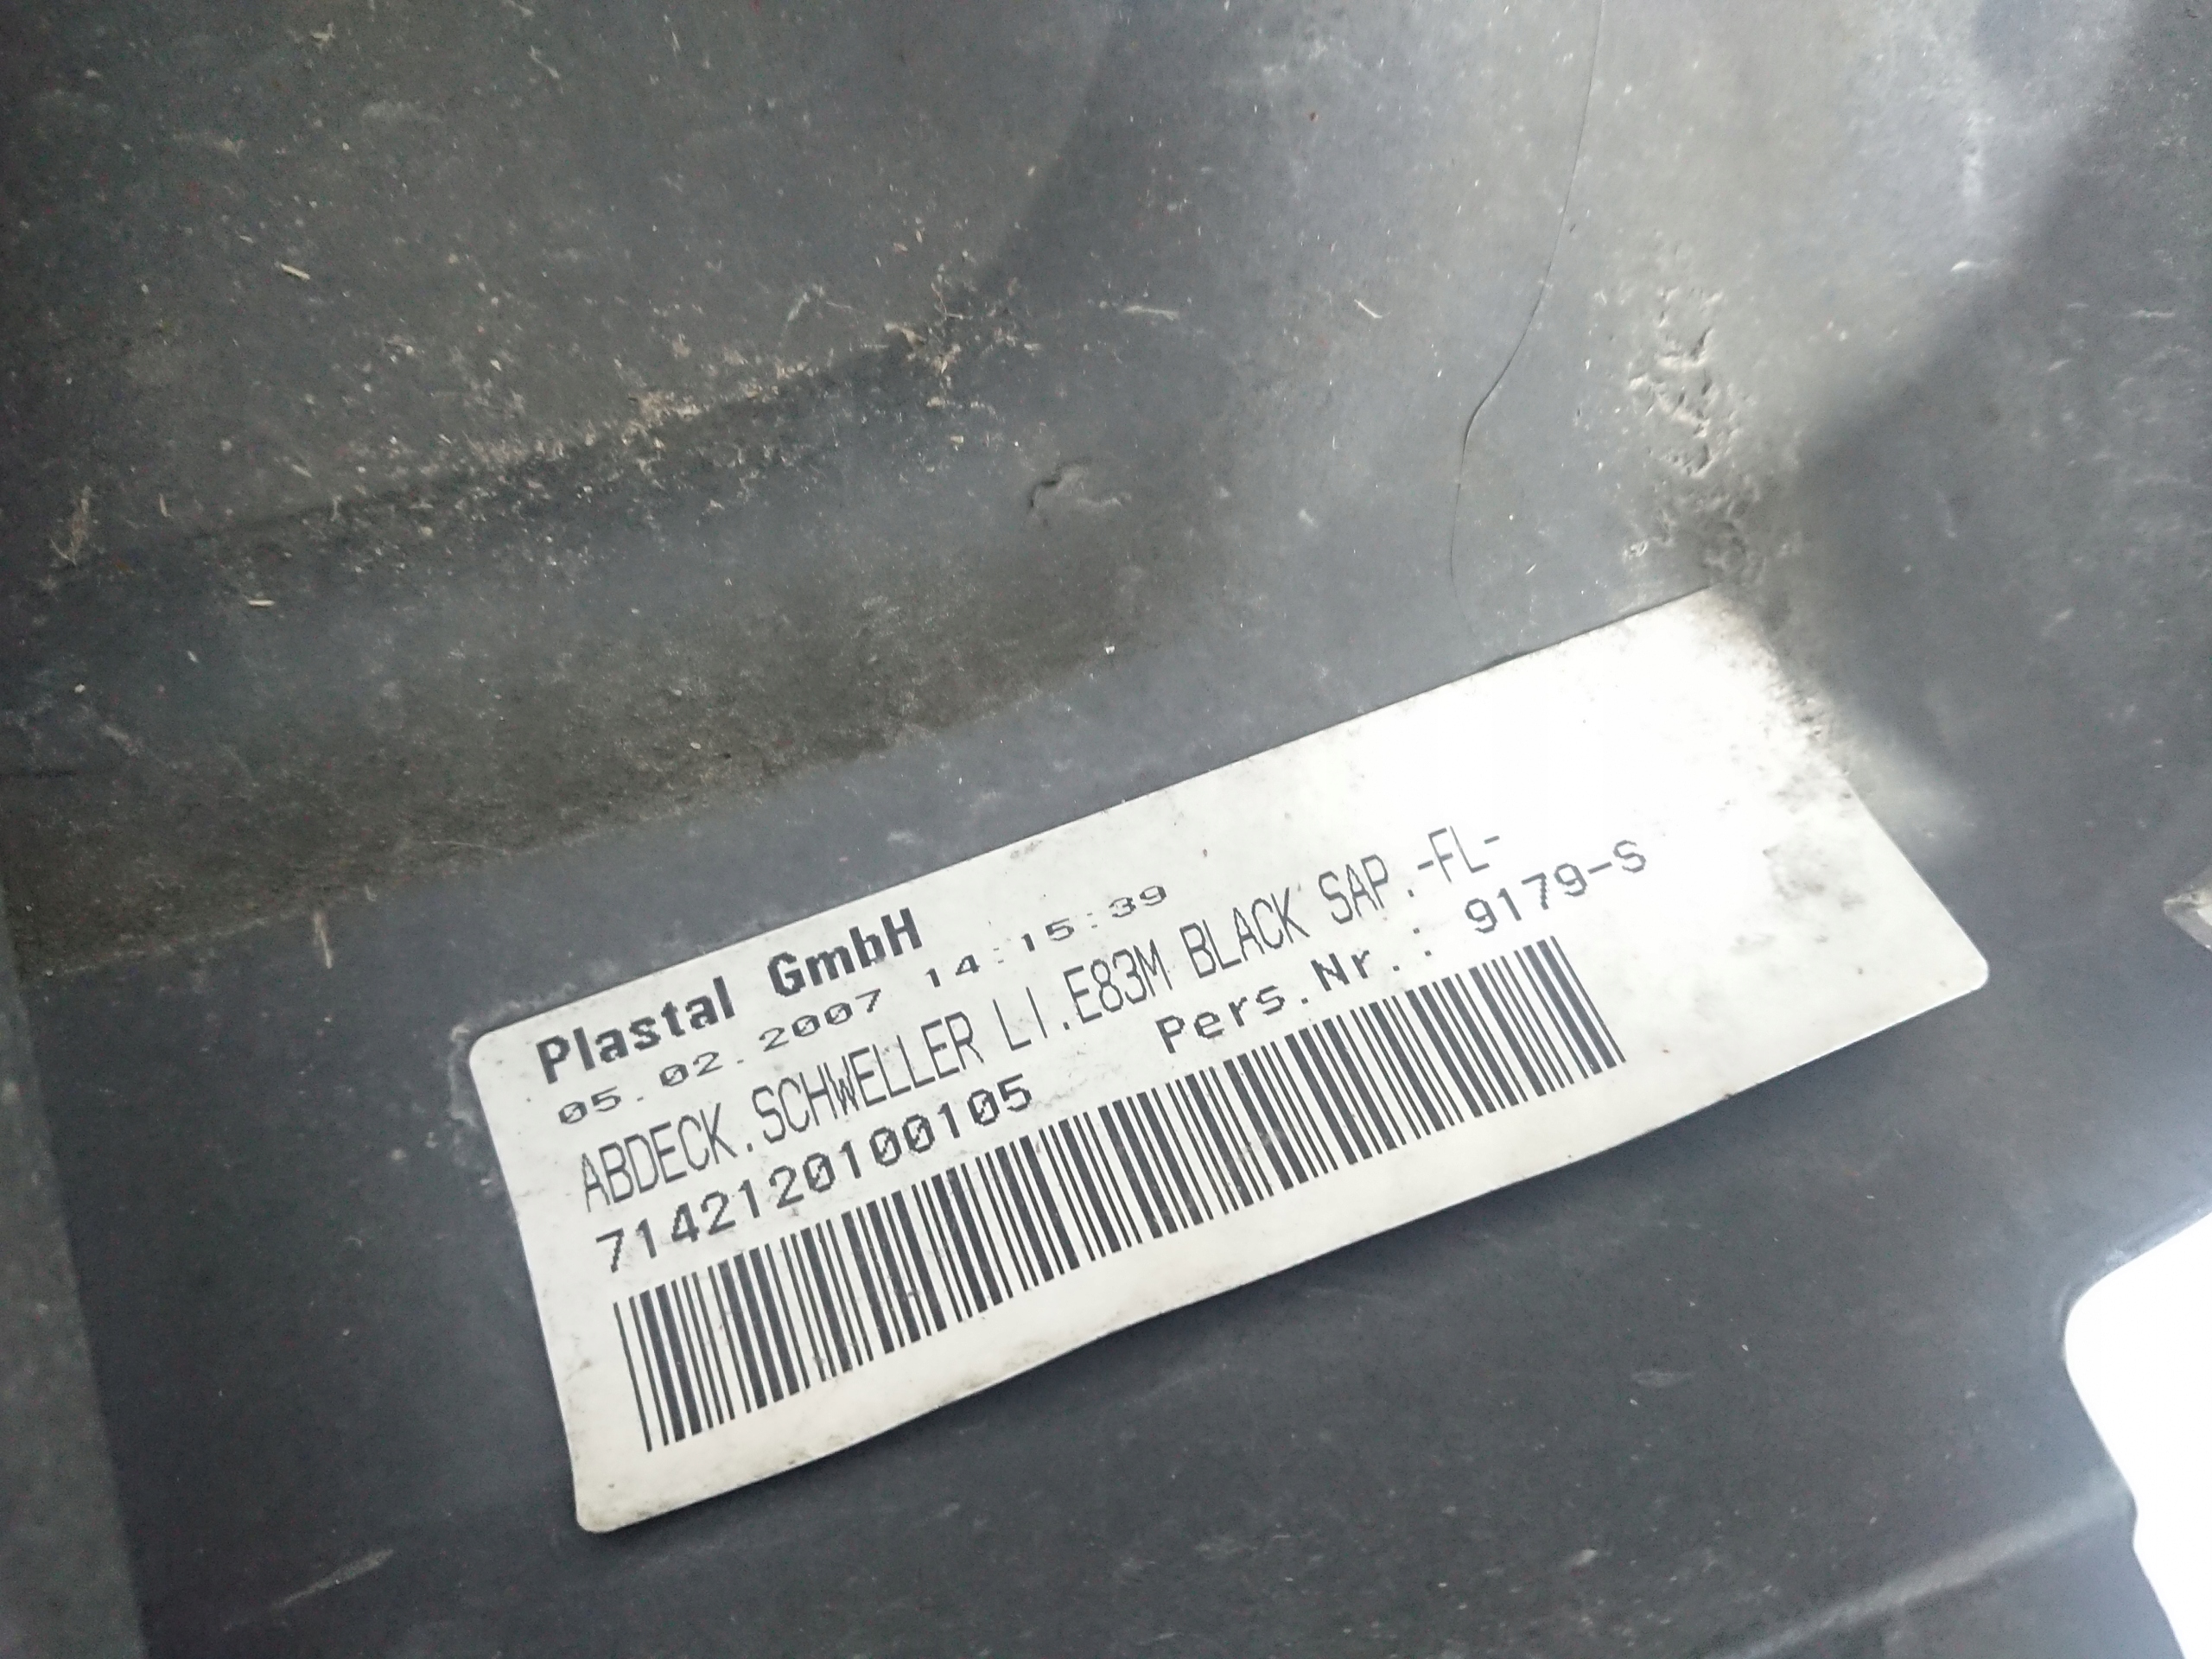 Plastal GmbH
05.02.2007 14:15:39
ABDECK.SCHWELLER LI.E83M BLACK SAP.-FL-
7142120100105 Pers.Nr.: 9179-S